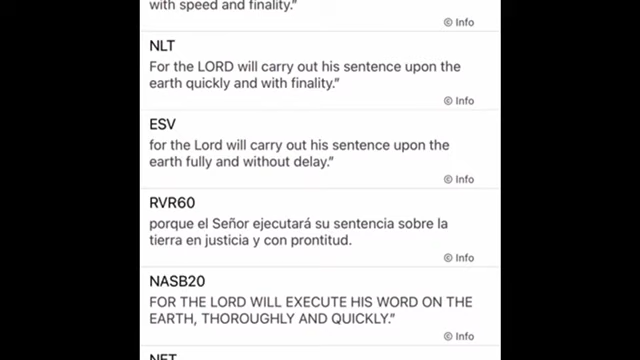 with speed and finality.”
© Info
NLT
For the LORD will carry out his sentence upon the
earth quickly and with finality.”
© Info
ESV
for the Lord will carry out his sentence upon the
earth fully and without delay.”
© Info
RVR60
porque el Señor ejecutará su sentencia sobre la
tierra en justicia y con prontitud.
© Info
NASB20
FOR THE LORD WILL EXECUTE HIS WORD ON THE
EARTH, THOROUGHLY AND QUICKLY.”
© Info
NET